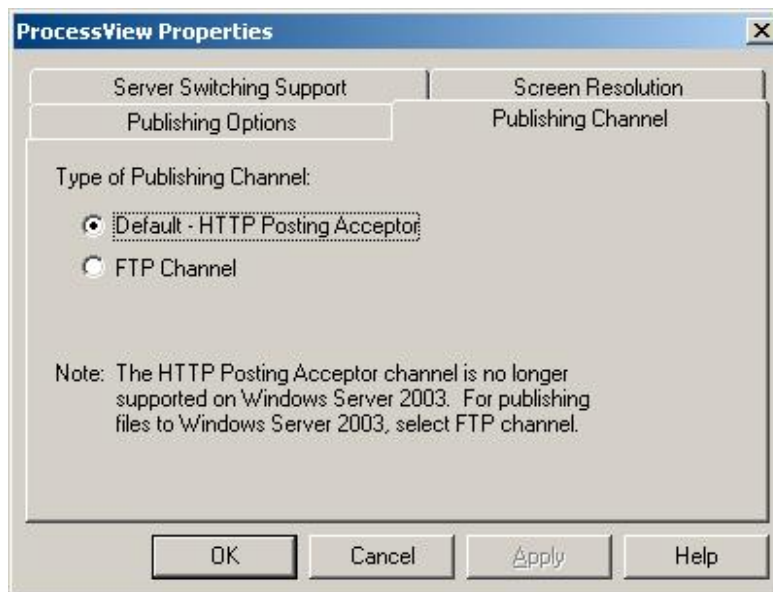 ProcessView Properties
Server Switching Support
Screen Resolution
Publishing Options
Publishing Channel
Type of Publishing Channel:
Default - HTTP Posting Acceptor
FTP Channel
Note: The HTTP Posting Acceptor channel is no longer
supported on Windows Server 2003. For publishing
files to Windows Server 2003, select FTP channel.
OK
Cancel
Apply
Help